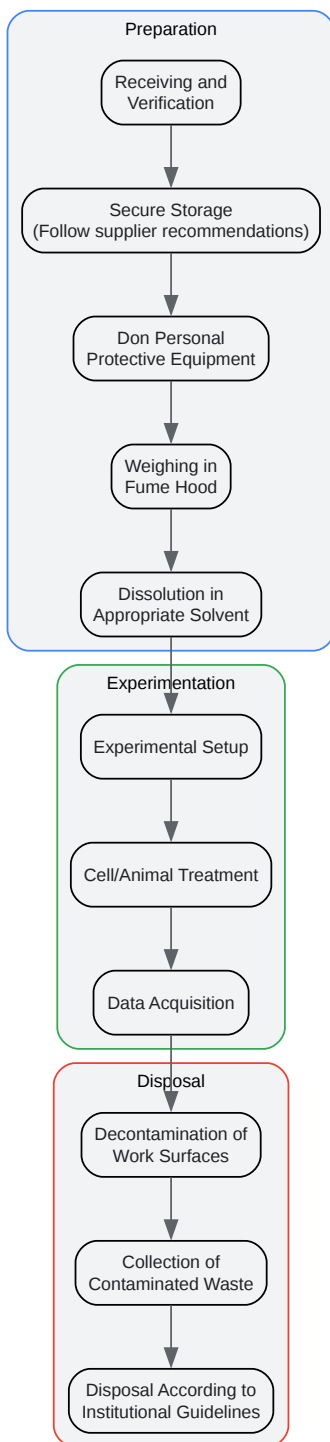 Preparation
Receiving and
Verification
Secure Storage
(Follow supplier recommendations)
Don Personal
Protective Equipment
Weighing in
Fume Hood
Dissolution in
Appropriate Solvent
Experimentation
Experimental Setup
Cell/Animal Treatment
Data Acquisition
Disposal
Decontamination of
Work Surfaces
Collection of
Contaminated Waste
Disposal According to
Institutional Guidelines